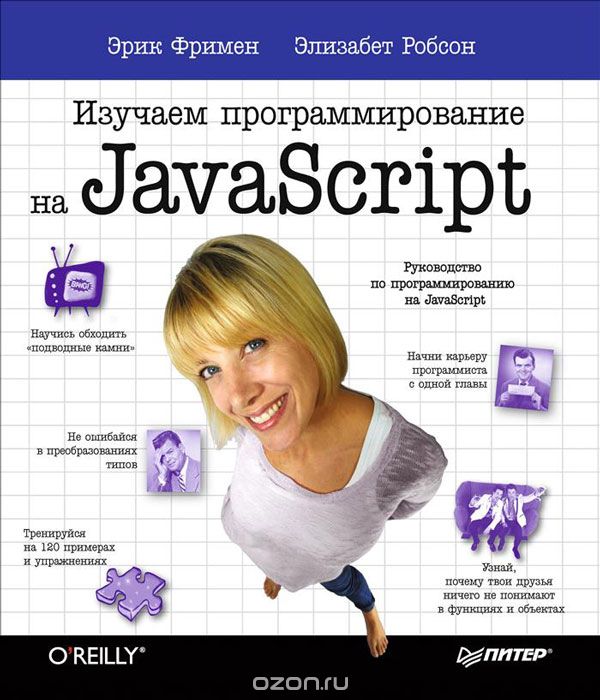 Эрик Фримен Элизабет Робсон
Изучаем программирование
на JavaScript
BANG!
Руководство
по программированию
на JavaScript
Научись обходить
«подводные камни»
Начни карьеру
программиста
с одной главы
Не ошибайся
в преобразованиях
типов
Тренируйся
на 120 примерах
и упражнениях
Узнай,
почему твои друзья
ничего не понимают
в функциях и объектах
O'REILLY®
ПИТЕР®
ozon.ru